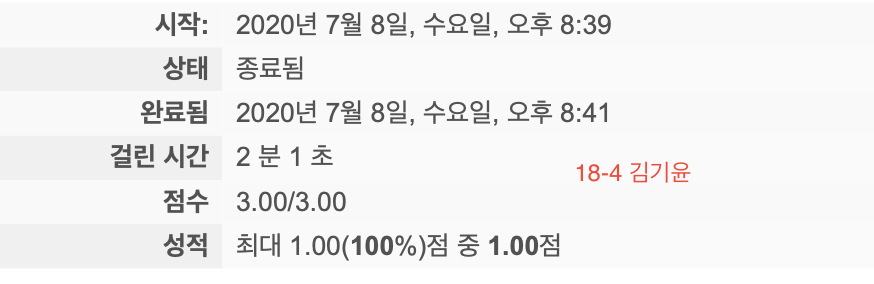 시작: 2020년 7월 8일, 수요일, 오후 8:39
상태 종료됨
완료됨 2020년 7월 8일, 수요일, 오후 8:41
걸린 시간 2 분 1 초
18-4 김기윤
점수 3.00/3.00
성적 최대 1.00(100%)점 중 1.00점